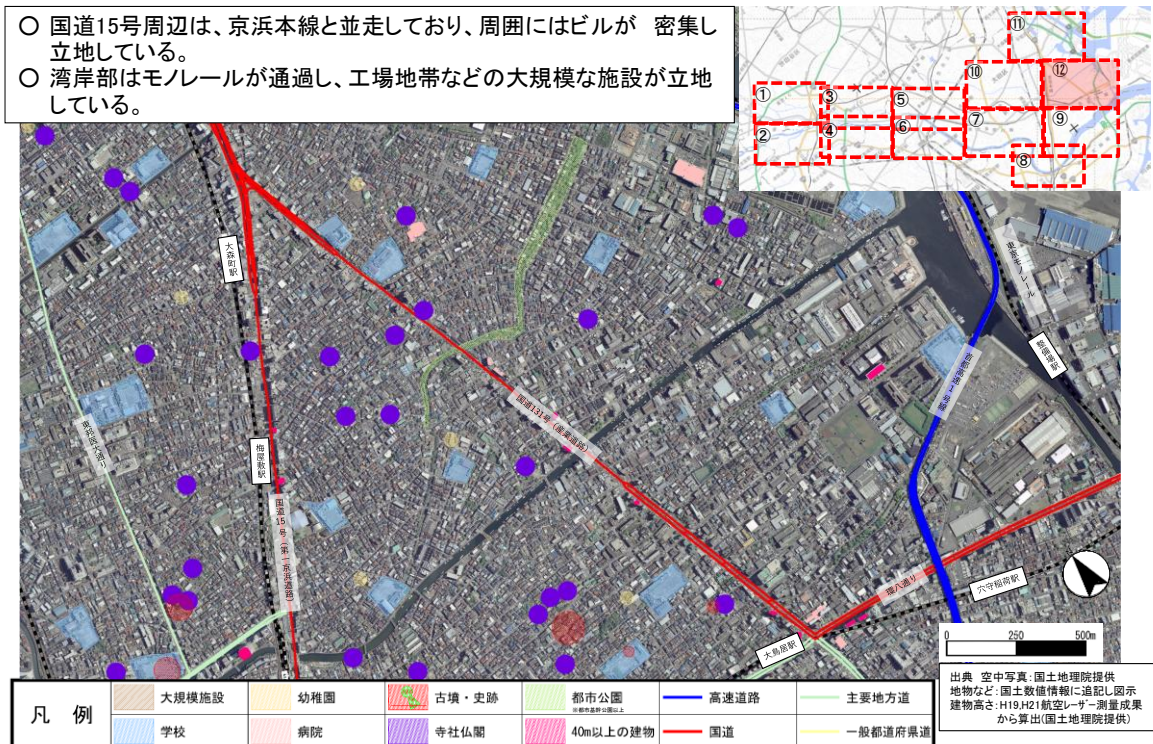 ○ 国道15号周辺は、京浜本線と並走しており、周囲にはビルが 密集し
立地している。
○ 湾岸部はモノレールが通過し、工場地帯などの大規模な施設が立地
している。
①
②
③
④
⑤
⑥
⑦
⑧
⑨
⑩
⑪
⑫
大森町駅
梅屋敷駅
東邦医大通り
国道15号(第一京浜道路)
国道131号(産業道路)
首都高速1号線
東京モノレール
整備場駅
環八通り
穴守稲荷駅
大鳥居駅
0 250 500m
出典 空中写真:国土地理院提供
地物など:国土数値情報に追記し図示
建物高さ:H19,H21航空レーザー測量成果
から算出(国土地理院提供)
凡 例
大規模施設 幼稚園 古墳・史跡 都市公園 高速道路 主要地方道
※都市基幹公園以上
学校 病院 寺社仏閣 40m以上の建物 国道 一般都道府県道